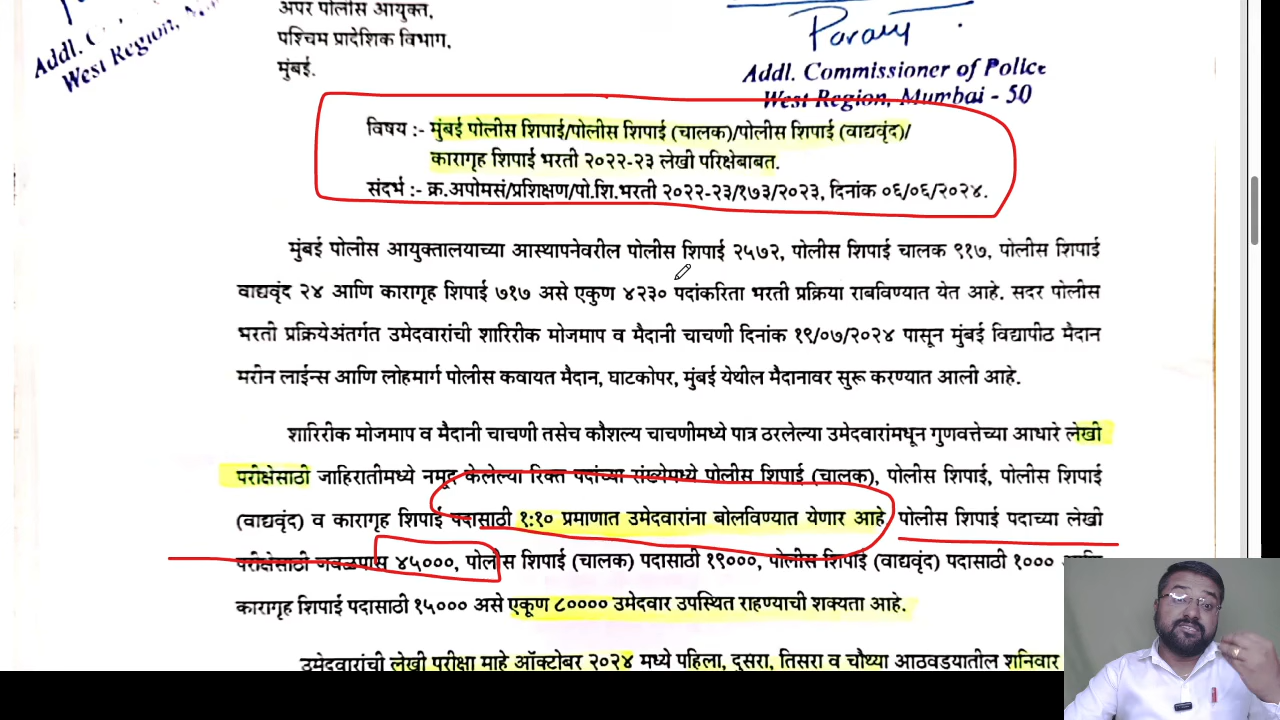 अपर पोलीस आयुक्त,
पश्चिम प्रादेशिक विभाग,
मुंबई.
Addl. C
West Region, M
Addl. Commissioner of Police
West Region, Mumbai - 50
विषय :- मुंबई पोलीस शिपाई/पोलीस शिपाई (चालक)/पोलीस शिपाई (वाद्यवृंद)/
कारागृह शिपाई भरती २०२२-२३ लेखी परिक्षेबाबत.
संदर्भ :- क्र.अपोमसं/प्रशिक्षण/पो.शि.भरती २०२२-२३/१७३/२०२३, दिनांक ०६/०६/२०२४.
मुंबई पोलीस आयुक्तालयाच्या आस्थापनेवरील पोलीस शिपाई २५७२, पोलीस शिपाई चालक ९१७, पोलीस शिपाई
वाद्यवृंद २४ आणि कारागृह शिपाई ७१७ असे एकुण ४२३० पदांकरिता भरती प्रक्रिया राबविण्यात येत आहे. सदर पोलीस
भरती प्रक्रियेअंतर्गत उमेदवारांची शारिरीक मोजमाप व मैदानी चाचणी दिनांक १९/०७/२०२४ पासून मुंबई विद्यापीठ मैदान
मरीन लाईन्स आणि लोहमार्ग पोलीस कवायत मैदान, घाटकोपर, मुंबई येथील मैदानावर सुरू करण्यात आली आहे.
शारिरीक मोजमाप व मैदानी चाचणी तसेच कौशल्य चाचणीमध्ये पात्र ठरलेल्या उमेदवारांमधून गुणवत्तेच्या आधारे लेखी
परीक्षेसाठी जाहिरातीमध्ये नमूद केलेल्या रिक्त पदांच्या संख्येमध्ये पोलीस शिपाई (चालक), पोलीस शिपाई, पोलीस शिपाई
(वाद्यवृंद) व कारागृह शिपाई पदासाठी १:१० प्रमाणात उमेदवारांना बोलविण्यात येणार आहे पोलीस शिपाई पदाच्या लेखी
परीक्षेसाठी जवळपास ४५०००, पोलीस शिपाई (चालक) पदासाठी १९०००, पोलीस शिपाई (वाद्यवृंद) पदासाठी १००० आणि
कारागृह शिपाई पदासाठी १५००० असे एकूण ८०००० उमेदवार उपस्थित राहण्याची शक्यता आहे.
उमेदवारांची लेखी परीक्षा माहे ऑक्टोबर २०२४ मध्ये पहिला, दुसरा, तिसरा व चौथ्या आठवडयातील शनिवार